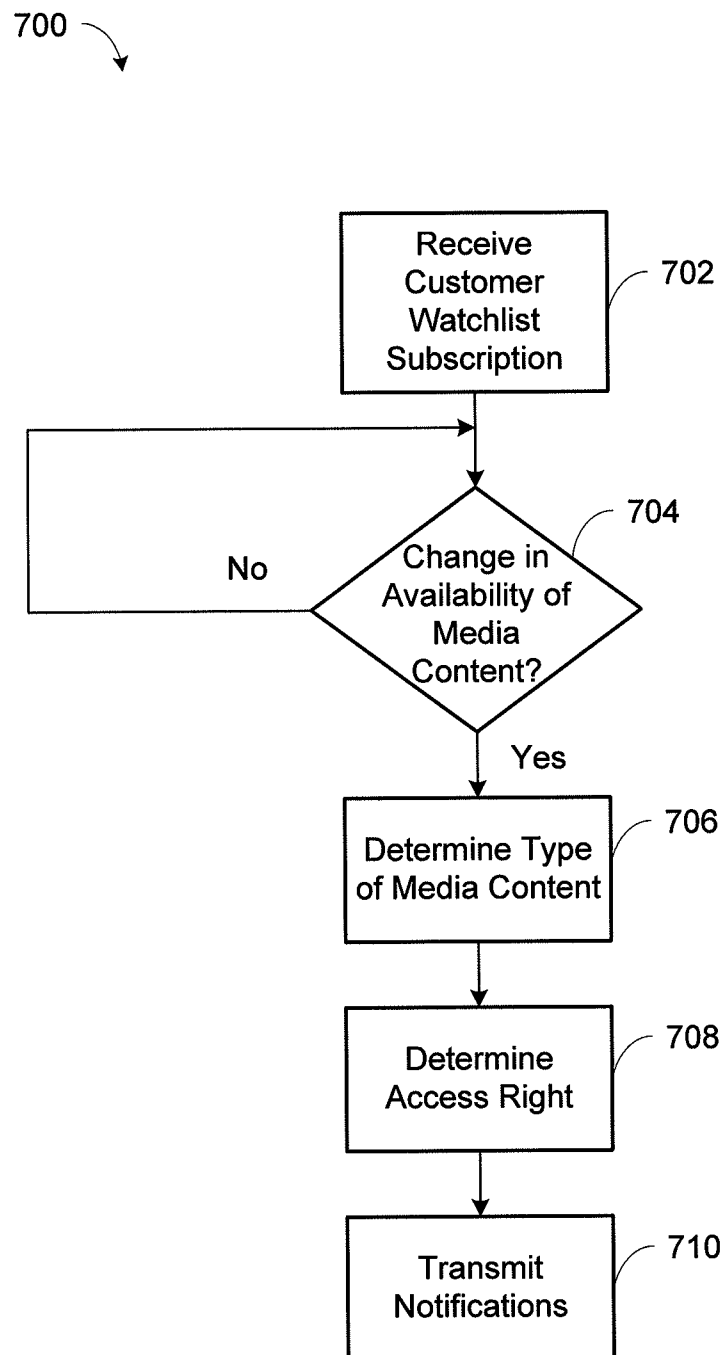 700
Receive
Customer
Watchlist
Subscription
702
704
Change in
Availability of
Media
Content?
No
Yes
706
Determine Type
of Media Content
708
Determine
Access Right
710
Transmit
Notifications